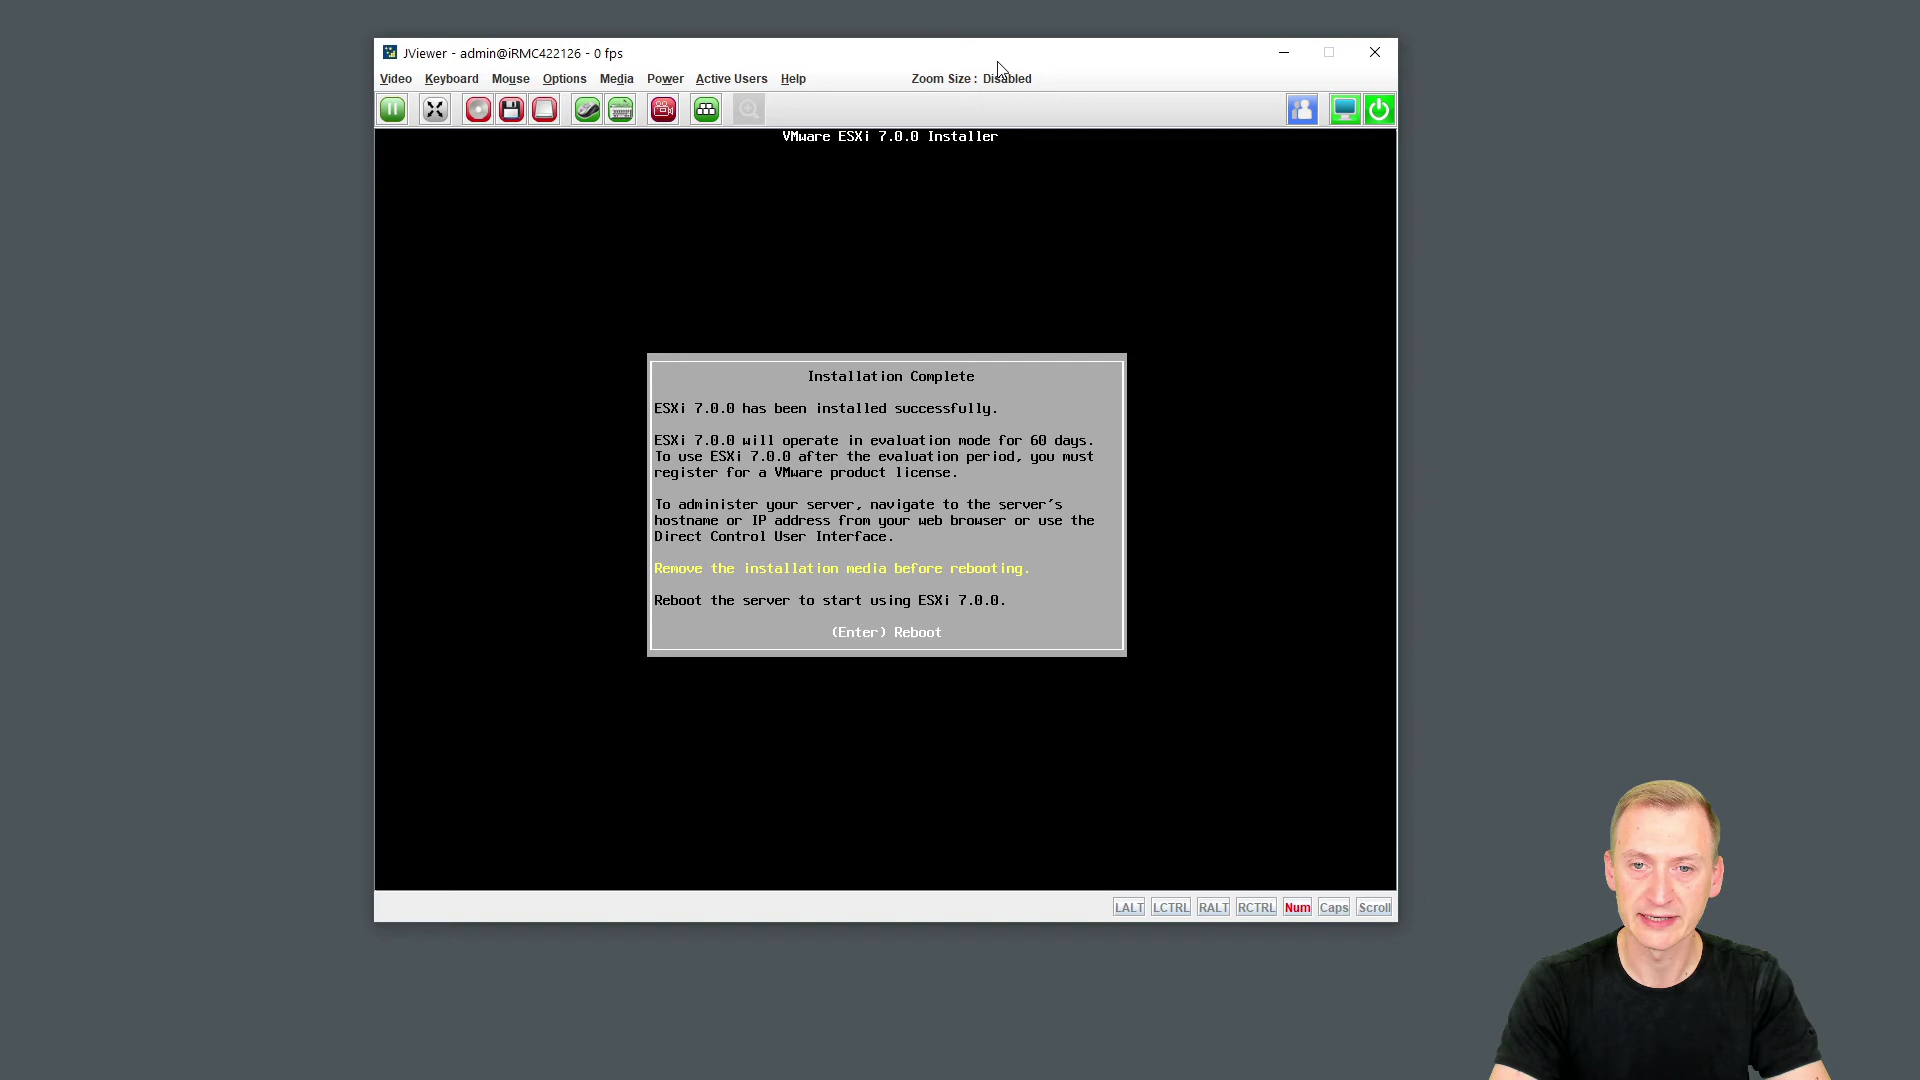 JViewer - admin@iRMC422126 - 0 fps
Video Keyboard Mouse Options Media Power Active Users Help Zoom Size : Disabled
VMware ESXi 7.0.0 Installer
Installation Complete
ESXi 7.0.0 has been installed successfully.
ESXi 7.0.0 will operate in evaluation mode for 60 days.
To use ESXi 7.0.0 after the evaluation period, you must
register for a VMware product license.
To administer your server, navigate to the server's
hostname or IP address from your web browser or use the
Direct Control User Interface.
Remove the installation media before rebooting.
Reboot the server to start using ESXi 7.0.0.
(Enter) Reboot
LALT LCTRL RALT RCTRL Num Caps Scroll